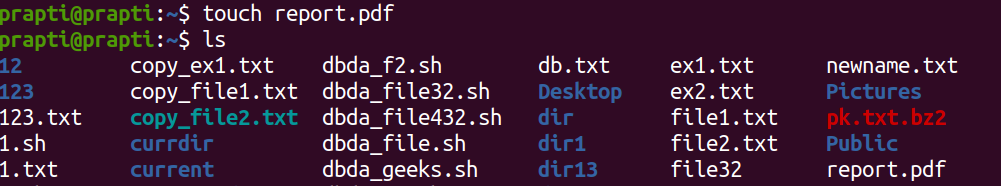 prapti@prapti:~$ touch report.pdf
prapti@prapti:~$ ls
12 copy_ex1.txt dbda_f2.sh db.txt ex1.txt newname.txt
123 copy_file1.txt dbda_file32.sh Desktop ex2.txt Pictures
123.txt copy_file2.txt dbda_file432.sh dir file1.txt pk.txt.bz2
1.sh currdir dbda_file.sh dir1 file2.txt Public
1.txt current dbda_geeks.sh dir13 file32 report.pdf